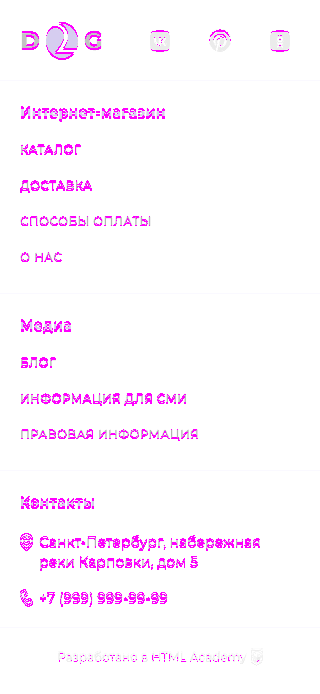 D2G
Интернет-магазин
КАТАЛОГ
ДОСТАВКА
СПОСОБЫ ОПЛАТЫ
О НАС
Медиа
БЛОГ
ИНФОРМАЦИЯ ДЛЯ СМИ
ПРАВОВАЯ ИНФОРМАЦИЯ
Контакты
Санкт-Петербург, набережная
реки Карповки, дом 5
+7 (999) 999-99-99
Разработано в HTML Academy